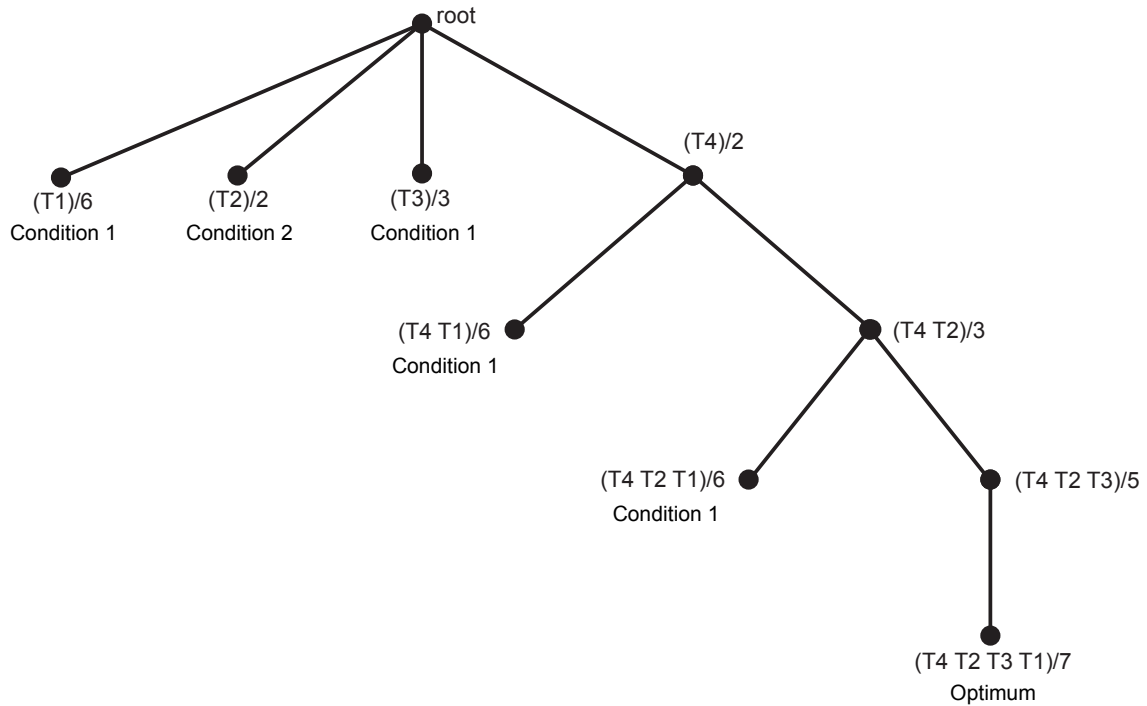 root
(T4)/2
(T1)/6
Condition 1
(T2)/2
Condition 2
(T3)/3
Condition 1
(T4 T1)/6
Condition 1
(T4 T2)/3
(T4 T2 T1)/6
Condition 1
(T4 T2 T3)/5
(T4 T2 T3 T1)/7
Optimum